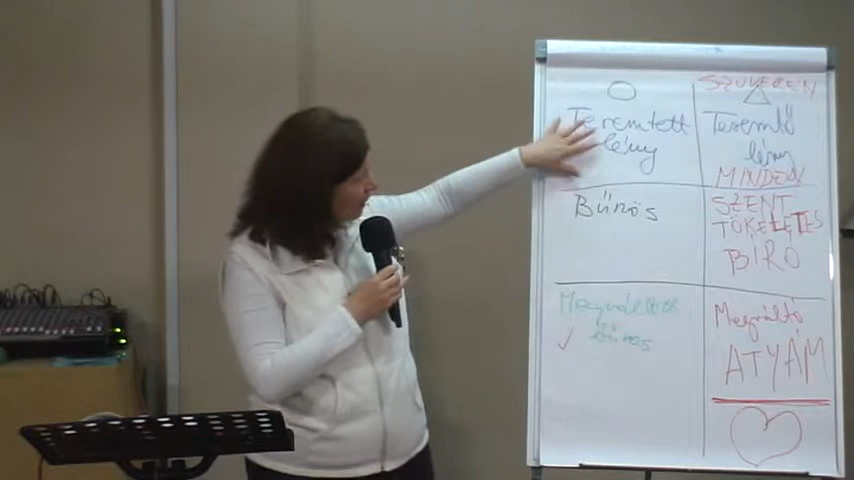 Teremtett
lény
SZUVERÉN
Teremtő
lény
MINDEN
Bűnös
SZENT
TÖKÉLETES
BÍRÓ
Megváltott
Bűnös
Megváltó
ATYÁM